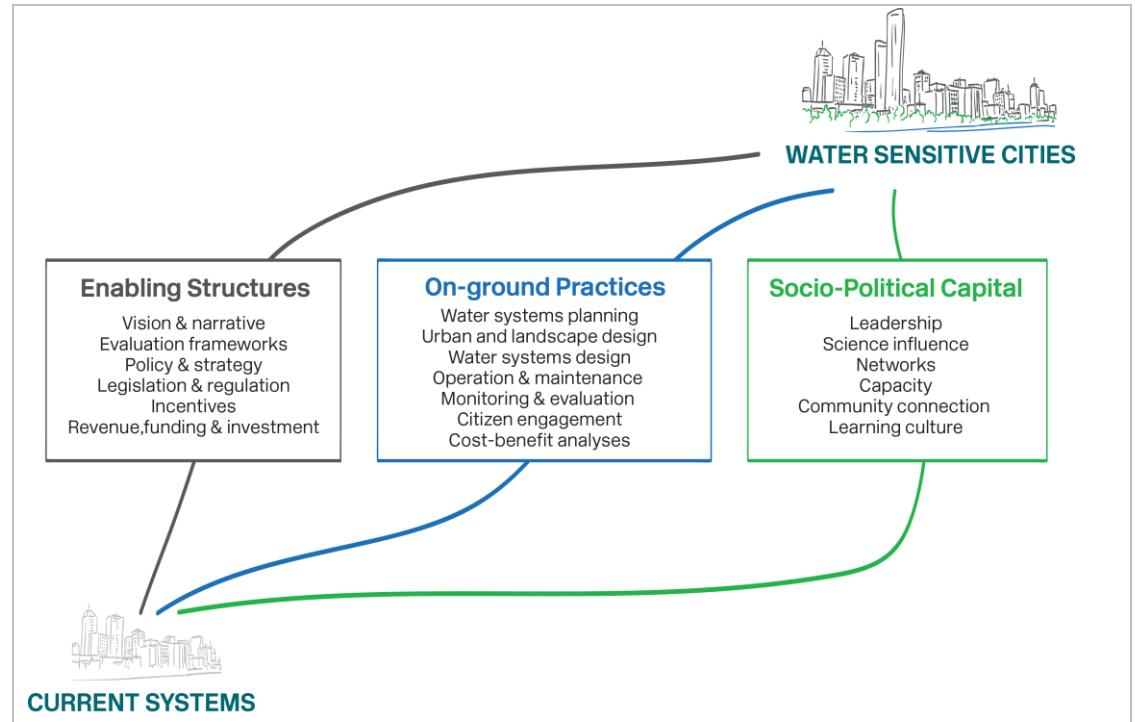 WATER SENSITIVE CITIES
Enabling Structures
Vision & narrative
Evaluation frameworks
Policy & strategy
Legislation & regulation
Incentives
Revenue,funding & investment
On-ground Practices
Water systems planning
Urban and landscape design
Water systems design
Operation & maintenance
Monitoring & evaluation
Citizen engagement
Cost-benefit analyses
Socio-Political Capital
Leadership
Science influence
Networks
Capacity
Community connection
Learning culture
CURRENT SYSTEMS